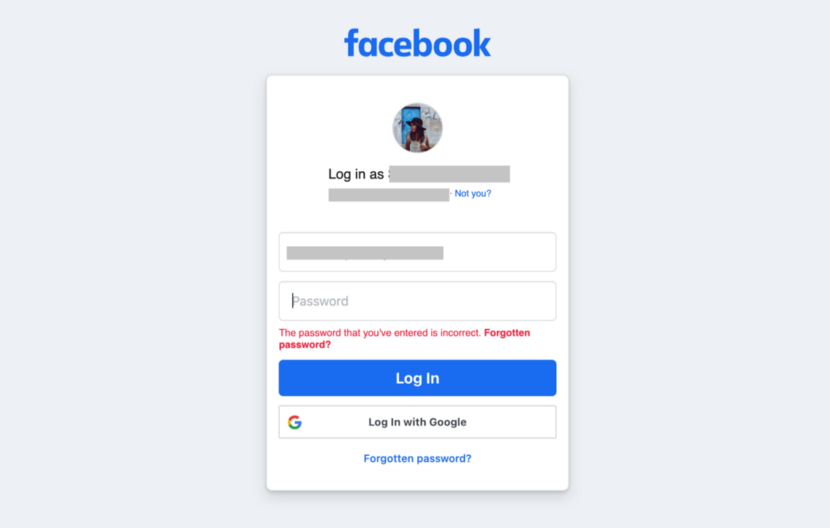 facebook
Log in as
Not you?
Password
The password that you've entered is incorrect. Forgotten
password?
Log In
Log In with Google
Forgotten password?